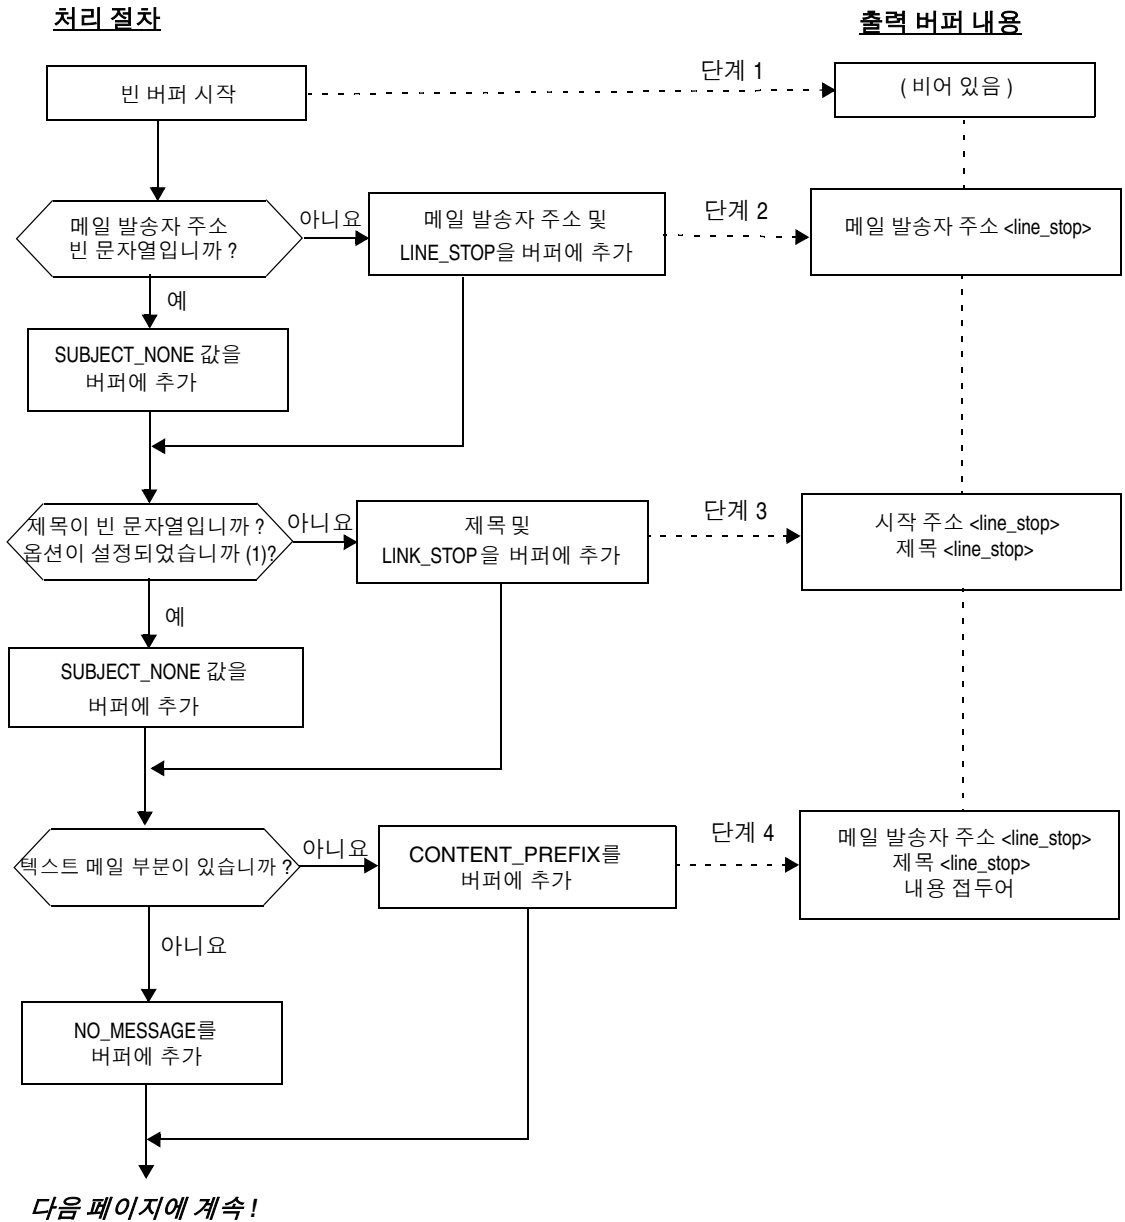 처리 절차
출력 버퍼 내용
빈 버퍼 시작
단계 1
( 비어 있음 )
메일 발송자 주소
빈 문자열입니까 ?
아니요
메일 발송자 주소 및
LINE_STOP을 버퍼에 추가
단계 2
메일 발송자 주소 <line_stop>
예
SUBJECT_NONE 값을
버퍼에 추가
제목이 빈 문자열입니까 ?
옵션이 설정되었습니까 (1)?
아니요
제목 및
LINK_STOP을 버퍼에 추가
단계 3
시작 주소 <line_stop>
제목 <line_stop>
예
SUBJECT_NONE 값을
버퍼에 추가
텍스트 메일 부분이 있습니까 ?
아니요
CONTENT_PREFIX를
버퍼에 추가
단계 4
메일 발송자 주소 <line_stop>
제목 <line_stop>
내용 접두어
아니요
NO_MESSAGE를
버퍼에 추가
다음 페이지에 계속 !